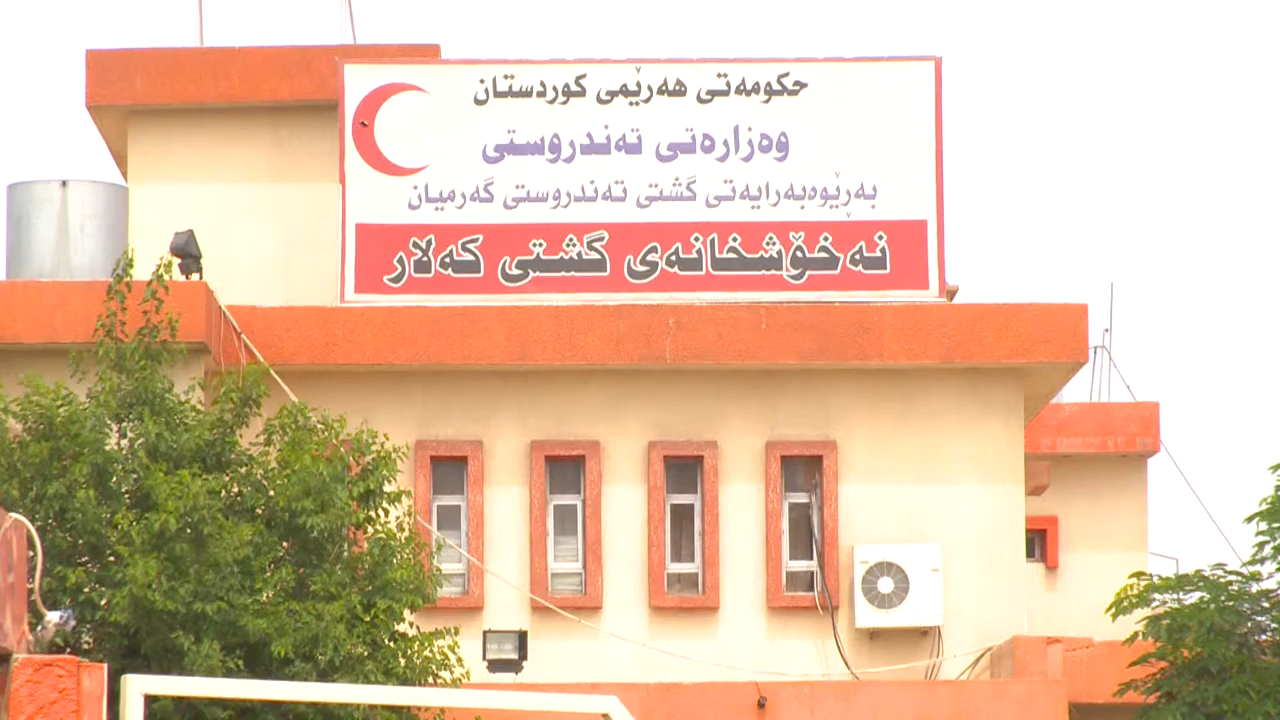 حکومەتی هەرێمی کوردستان
وەزارەتی تەندروستی
بەڕێوەبەرایەتی گشتی تەندروستی گەرمیان
نەخۆشخانەی گشتی کەلار